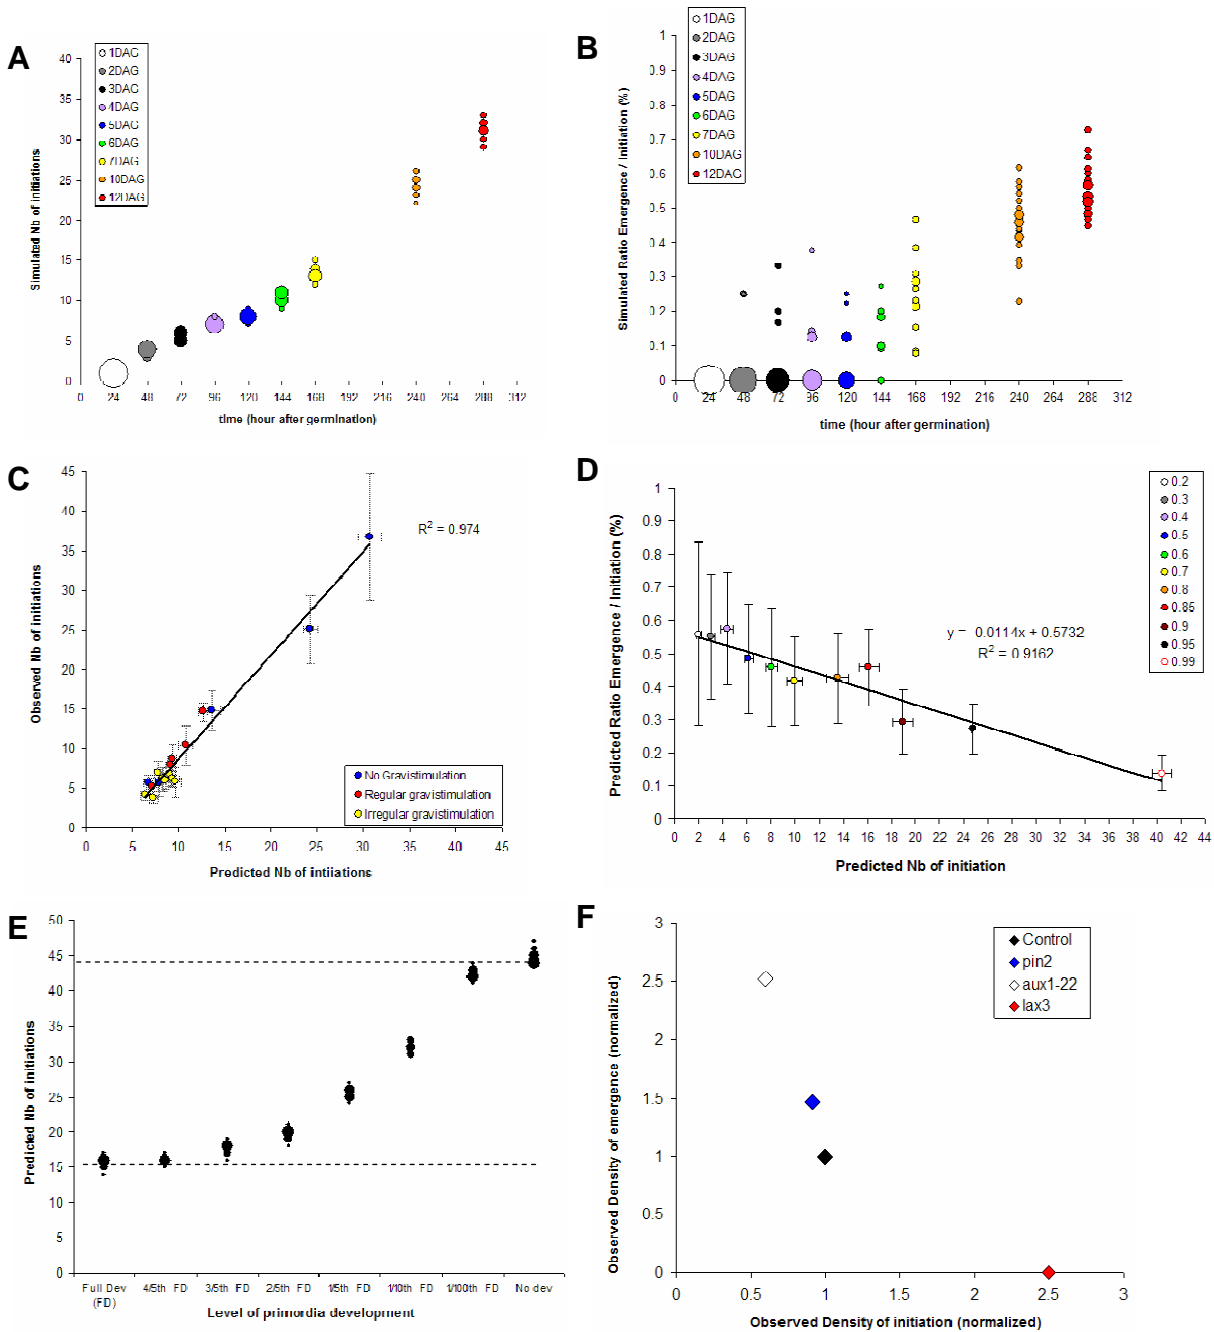 A
1DAG
2DAG
3DAG
4DAG
5DAG
6DAG
7DAG
10DAG
12DAG
Simulated Nb of initiations
40
35
30
25
20
15
10
5
0
0 24 48 72 96 120 144 168 192 216 240 264 288 312
time (hour after germination)
B
1DAG
2DAG
3DAG
4DAG
5DAG
6DAG
7DAG
10DAG
12DAG
Simulated Ratio Emergence / Initiation (%)
1
0.9
0.8
0.7
0.6
0.5
0.4
0.3
0.2
0.1
0
0 24 48 72 96 120 144 168 192 216 240 264 288 312
time (hour after germination)
C
Observed Nb of initiations
45
40
35
30
25
20
15
10
5
0
R² = 0.974
No Gravistimulation
Regular gravistimulation
Irregular gravistimulation
0 5 10 15 20 25 30 35 40 45
Predicted Nb of intiiations
D
Predicted Ratio Emergence / Initiation (%)
1
0.9
0.8
0.7
0.6
0.5
0.4
0.3
0.2
0.1
0
y = 0.0114x + 0.5732
R² = 0.9162
0.2
0.3
0.4
0.5
0.6
0.7
0.8
0.85
0.9
0.95
0.99
0 2 4 6 8 10 12 14 16 18 20 22 24 26 28 30 32 34 36 38 40 42 44
Predicted Nb of initiation
E
Predicted Nb of initiations
50
45
40
35
30
25
20
15
10
5
0
Full Dev (FD) 4/5th FD 3/5th FD 2/5th FD 1/5th FD 1/10th FD 1/100th FD No dev
Level of primordia development
F
Observed Density of emergence (normalized)
3
2.5
2
1.5
1
0.5
0
Control
pin2
aux1-22
lax3
0 0.5 1 1.5 2 2.5 3
Observed Density of initiation (normalized)